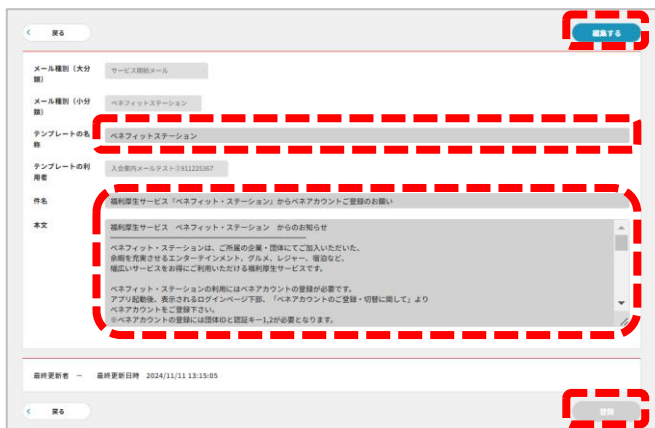 戻る
編集する
メール種別（大分類）
サービス開始メール
メール種別（小分類）
ベネフィットステーション
テンプレートの名称
ベネフィットステーション
テンプレートの利用者
入会案内メールテスト②911225367
件名
福利厚生サービス『ベネフィット・ステーション』からベネアカウントご登録のお願い
本文
福利厚生サービス　ベネフィット・ステーション　からのお知らせ
ベネフィット・ステーションは、ご所属の企業・団体にてご加入いただいた、
余暇を充実させるエンターテインメント、グルメ、レジャー、宿泊など、
幅広いサービスをお得にご利用いただける福利厚生サービスです。
ベネフィット・ステーションの利用にはベネアカウントの登録が必要です。
アプリ起動後、表示されるログインページ下部、「ベネアカウントのご登録・切替に関して」より
ベネアカウントをご登録下さい。
※ベネアカウントの登録には団体IDと認証キー1,2が必要となります。
最終更新者　―　最終更新日時　2024/11/11 13:15:05
戻る
登録